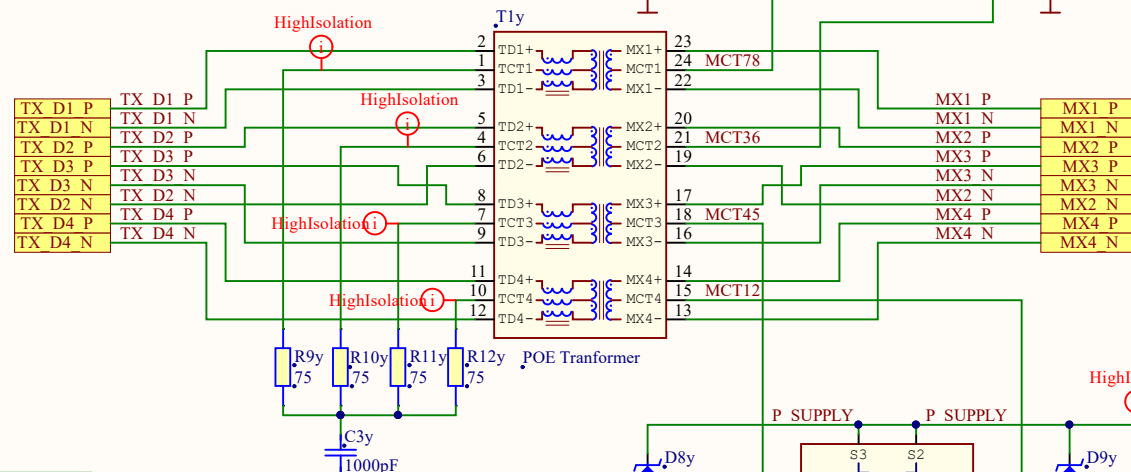 T1y
HighIsolation
i
2 TD1+ MX1+ 23
1 TCT1 MCT1 24 MCT78
3 TD1- MX1- 22
HighIsolation
i
TX_D1_P TX_D1_P MX1_P MX1_P
TX_D1_N TX_D1_N MX1_N MX1_N
5 TD2+ MX2+ 20
4 TCT2 MCT2 21 MCT36
6 TD2- MX2- 19
TX_D2_P TX_D2_P MX2_P MX2_P
TX_D3_P TX_D3_P MX3_P MX3_P
TX_D3_N TX_D3_N MX3_N MX3_N
TX_D2_N TX_D2_N MX2_N MX2_N
8 TD3+ MX3+ 17
HighIsolation i 7 TCT3 MCT3 18 MCT45
9 TD3- MX3- 16
TX_D4_P TX_D4_P MX4_P MX4_P
TX_D4_N TX_D4_N MX4_N MX4_N
11 TD4+ MX4+ 14
HighIsolation i 10 TCT4 MCT4 15 MCT12
12 TD4- MX4- 13
POE Tranformer
R9y R10y R11y R12y
75 75 75 75
HighI
P_SUPPLY P_SUPPLY
C3y
1000pF
S3 S2
D8y D9y